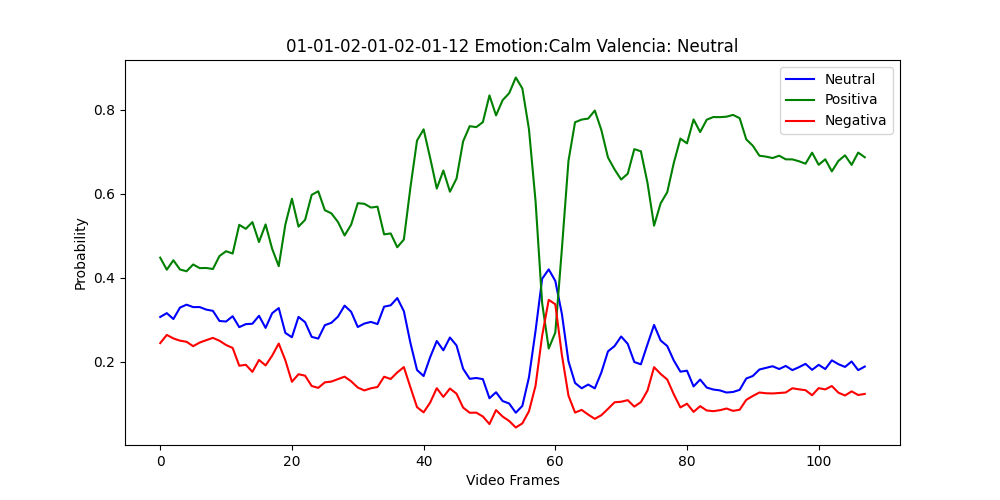 01-01-02-01-02-01-12 Emotion:Calm Valencia: Neutral
Neutral
Positiva
Negativa
Probability
0.8
0.6
0.4
0.2
0 20 40 60 80 100
Video Frames